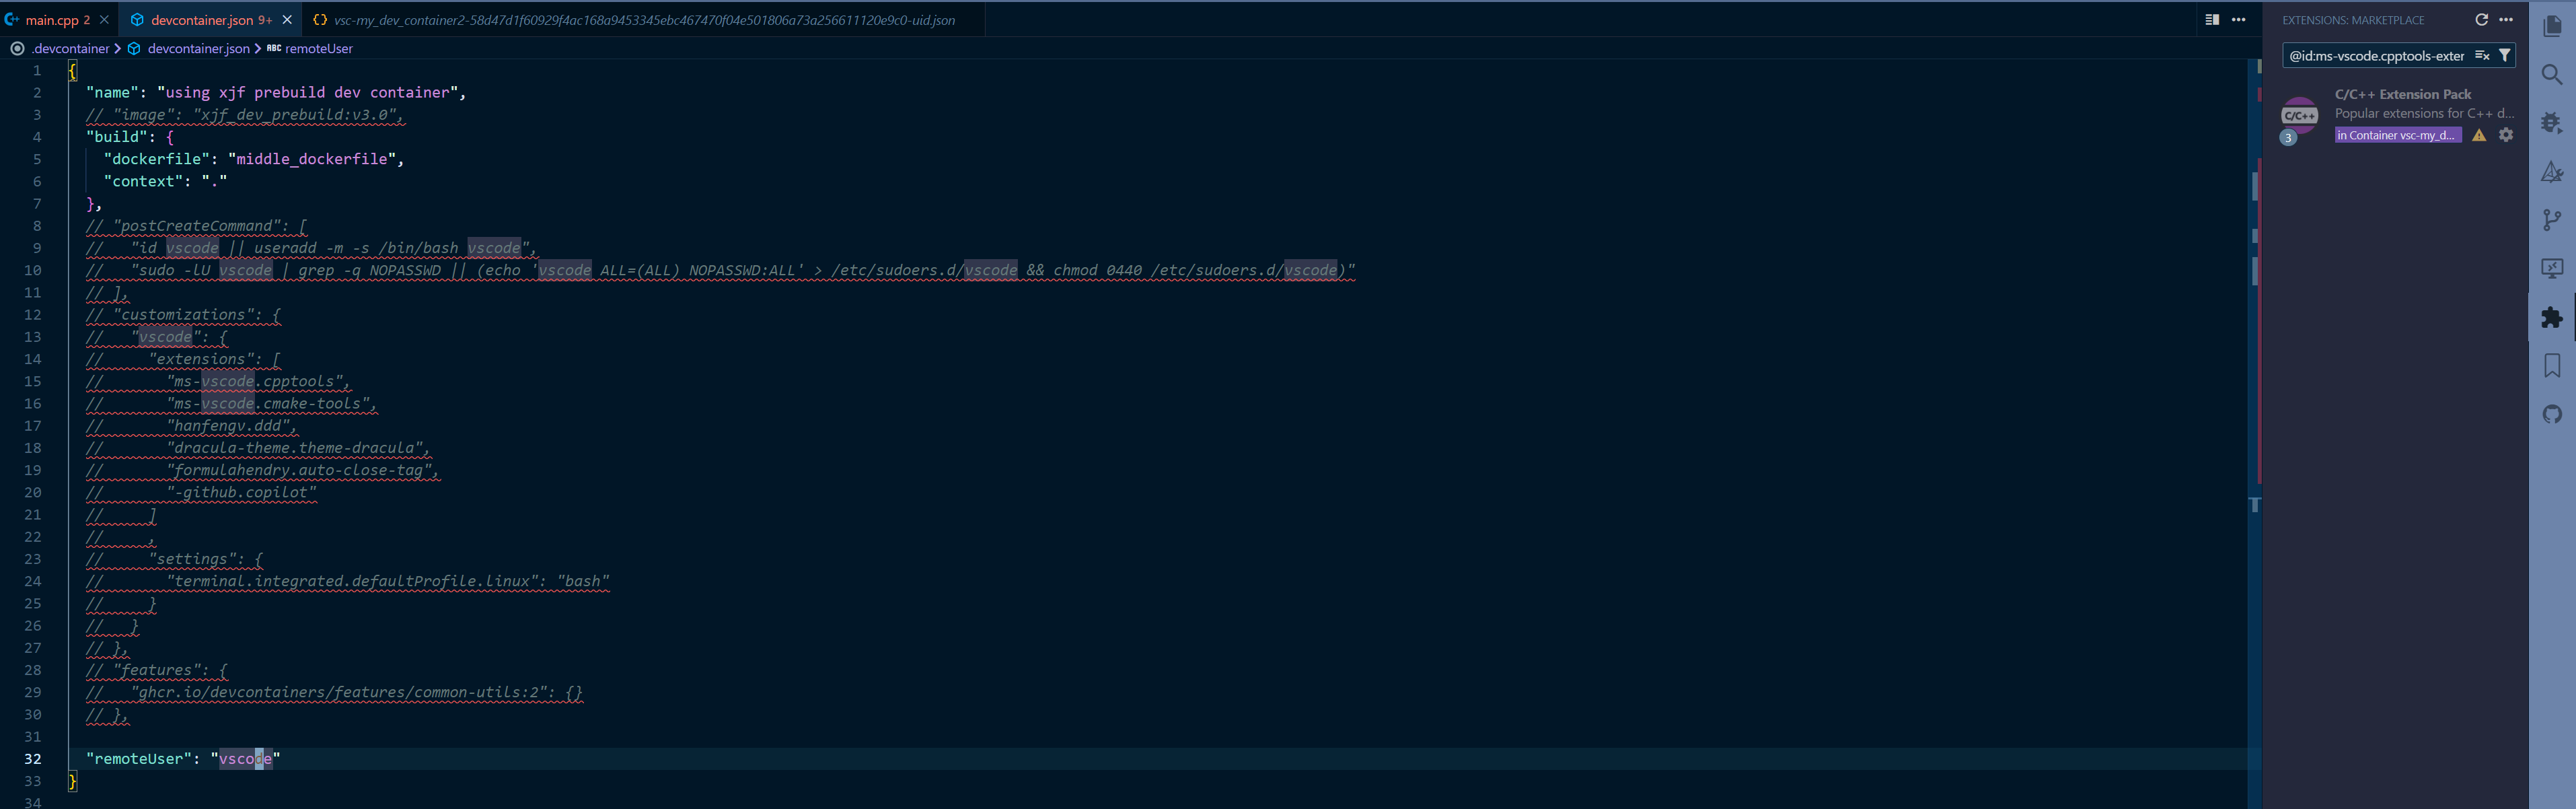 main.cpp 2
devcontainer.json 9+
vsc-my_dev_container2-58d47d1f60929f4ac168a9453345ebc467470f04e501806a73a256611120e9c0-uid.json
.devcontainer > devcontainer.json > abc remoteUser
1 {
2 "name": "using xjf prebuild dev container",
3 // "image": "xjf_dev_prebuild:v3.0",
4 "build": {
5 "dockerfile": "middle_dockerfile",
6 "context": "."
7 },
8 // "postCreateCommand": [
9 // "id vscode || useradd -m -s /bin/bash vscode",
10 // "sudo -lU vscode | grep -q NOPASSWD || (echo 'vscode ALL=(ALL) NOPASSWD:ALL' > /etc/sudoers.d/vscode && chmod 0440 /etc/sudoers.d/vscode)"
11 // ],
12 // "customizations": {
13 // "vscode": {
14 // "extensions": [
15 // "ms-vscode.cpptools",
16 // "ms-vscode.cmake-tools",
17 // "hanfengv.ddd",
18 // "dracula-theme.theme-dracula",
19 // "formulahendry.auto-close-tag",
20 // "-github.copilot"
21 // ]
22 // ,
23 // "settings": {
24 // "terminal.integrated.defaultProfile.linux": "bash"
25 // }
26 // }
27 // },
28 // "features": {
29 // "ghcr.io/devcontainers/features/common-utils:2": {}
30 // },
31
32 "remoteUser": "vscode"
33 }
34
EXTENSIONS: MARKETPLACE
@id:ms-vscode.cpptools-exter
C/C++ Extension Pack
Popular extensions for C++ d...
C/C++
3
in Container vsc-my_d...